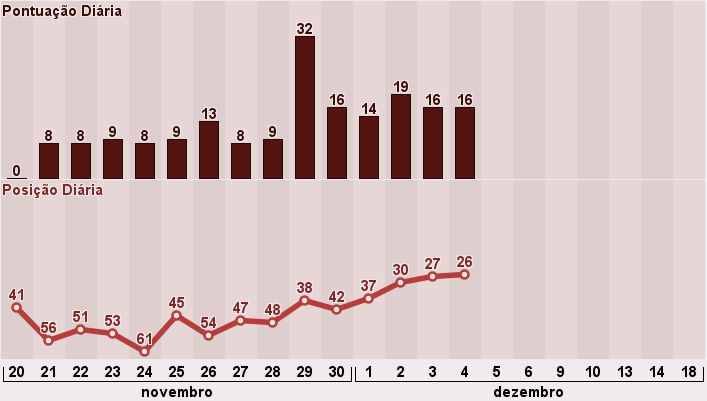 Pontuação Diária
0 8 8 9 8 9 13 8 9 32 16 14 19 16 16
Posição Diária
41 56 51 53 61 45 54 47 48 38 42 37 30 27 26
20 21 22 23 24 25 26 27 28 29 30 1 2 3 4 5 6 9 10 13 14 18
novembro dezembro